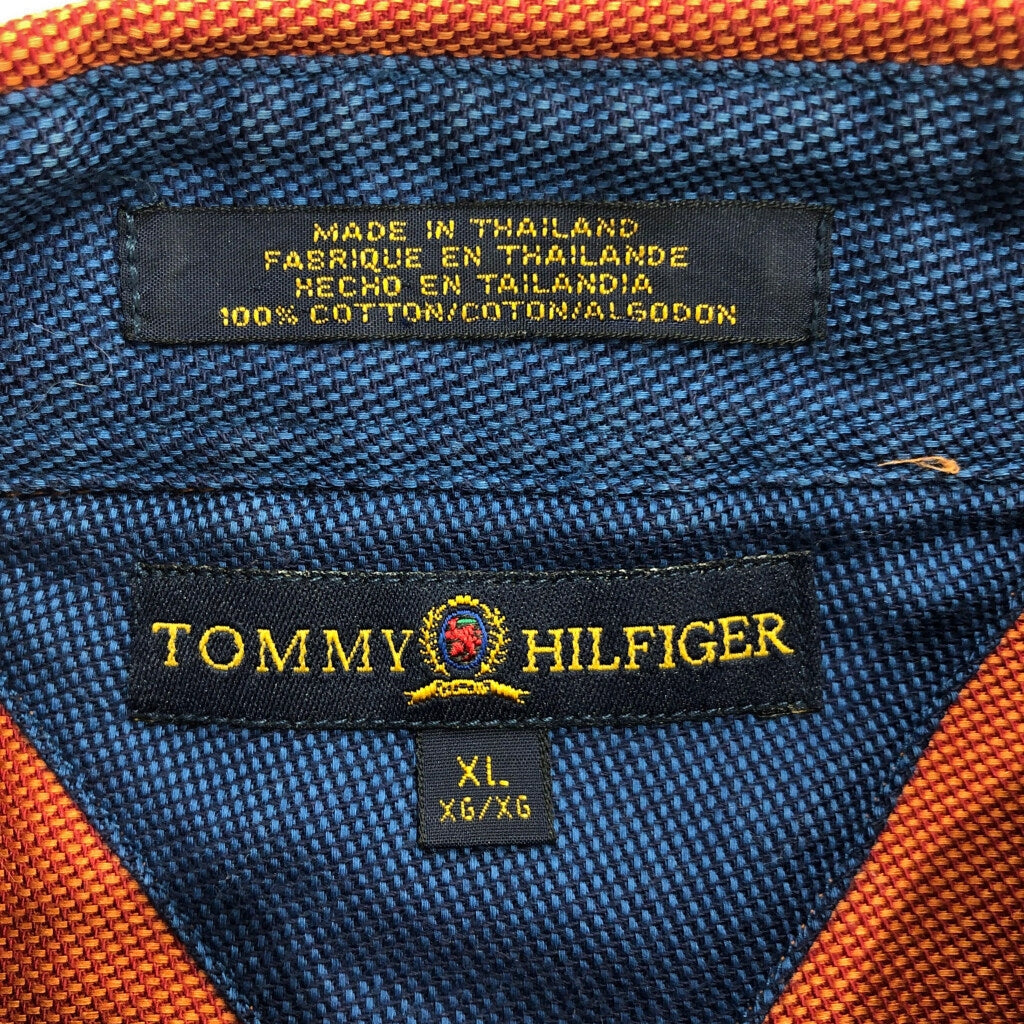 MADE IN THAILAND
FABRIQUE EN THAILANDE
HECHO EN TAILANDIA
100% COTTON/COTON/ALGODON
TOMMY HILFIGER
XL
XG/XG